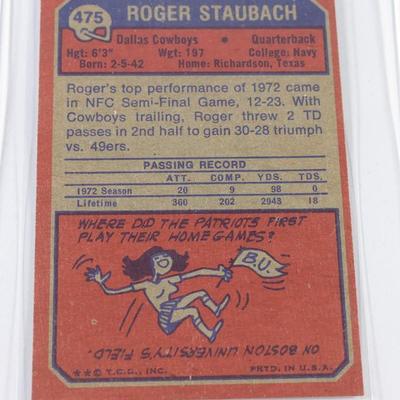 475 ROGER STAUBACH
Dallas Cowboys • Quarterback
Hgt: 6'3" Wgt: 197 College: Navy
Born: 2-5-42 Home: Richardson, Texas
Roger's top performance of 1972 came
in NFC Semi-Final Game, 12-23. With
Cowboys trailing, Roger threw 2 TD
passes in 2nd half to gain 30-28 triumph
vs. 49ers.
PASSING RECORD
ATT. COMP. YDS. TDS.
1972 Season 20 9 98 0
Lifetime 360 202 2948 18
WHERE DID THE PATRIOTS FIRST
PLAY THEIR HOME GAMES?
B.U.
ON BOSTON UNIVERSITY'S FIELD.
**© T.C.G., INC. PRTD. IN U.S.A.